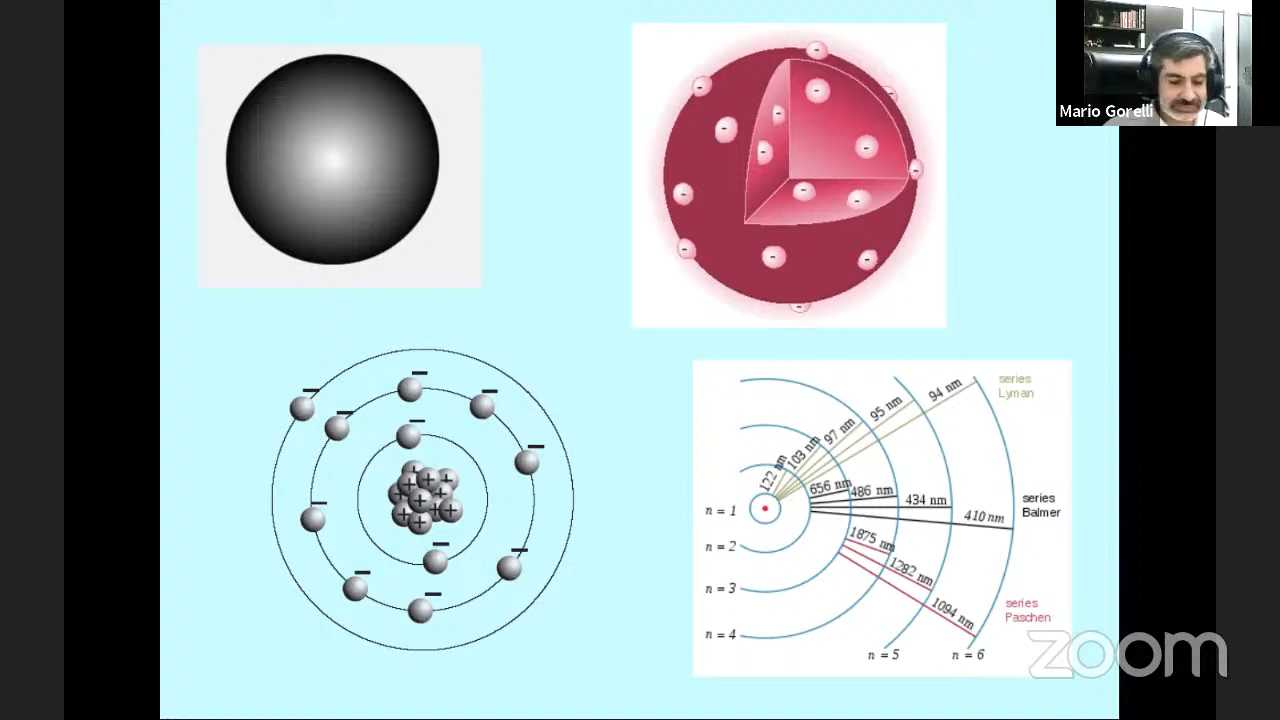 Mario Gorelli
series
Lyman
94 nm
95 nm
97 nm
103 nm
122 nm
656 nm
486 nm
434 nm
410 nm
series
Balmer
n = 1
n = 2
n = 3
n = 4
n = 5
n = 6
1875 nm
1282 nm
1094 nm
series
Paschen
zoom